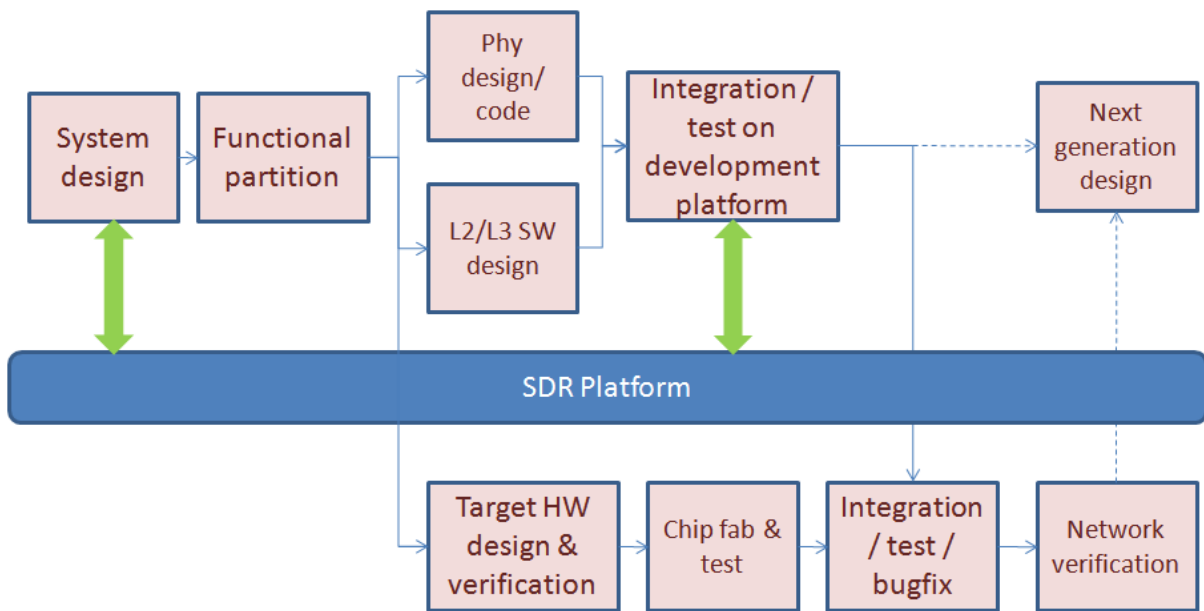 System
design
Functional
partition
Phy
design/
code
L2/L3 SW
design
Integration /
test on
development
platform
Next
generation
design
SDR Platform
Target HW
design &
verification
Chip fab &
test
Integration
/ test /
bugfix
Network
verification